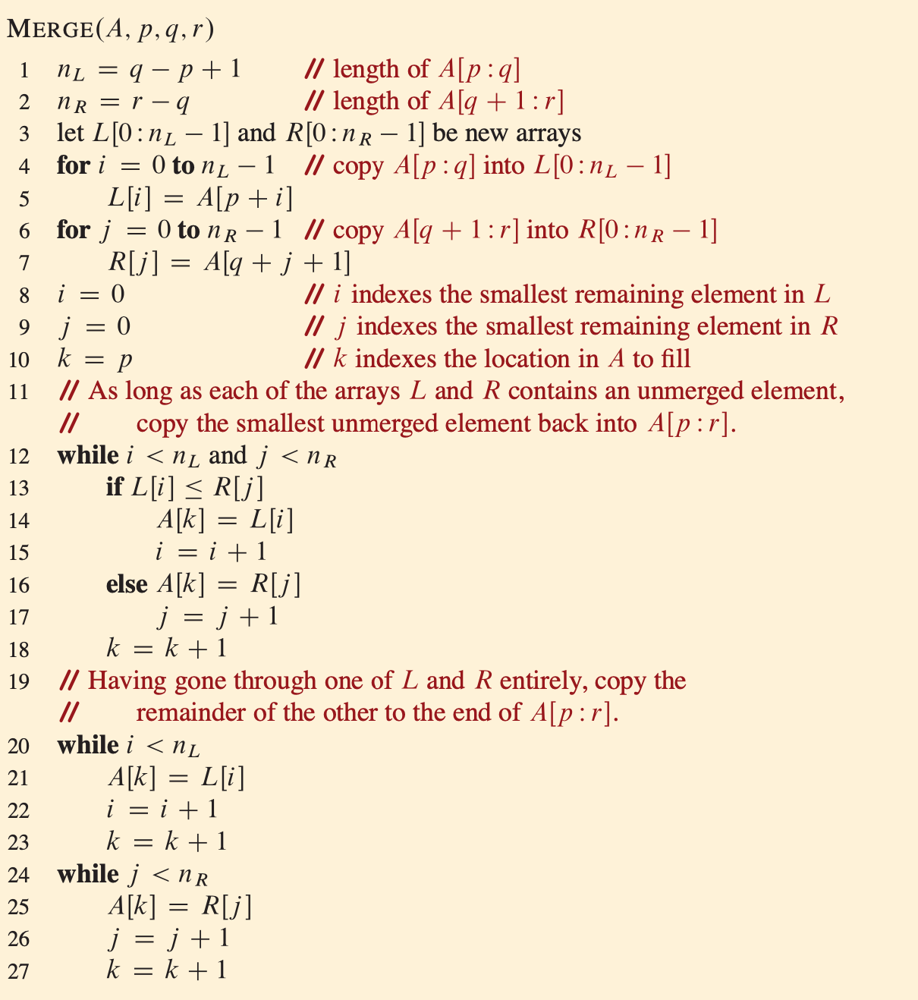 MERGE(A, p, q, r)
1 n_L = q − p + 1 // length of A[p : q]
2 n_R = r − q // length of A[q + 1 : r]
3 let L[0 : n_L − 1] and R[0 : n_R − 1] be new arrays
4 for i = 0 to n_L − 1 // copy A[p : q] into L[0 : n_L − 1]
5 L[i] = A[p + i]
6 for j = 0 to n_R − 1 // copy A[q + 1 : r] into R[0 : n_R − 1]
7 R[j] = A[q + j + 1]
8 i = 0 // i indexes the smallest remaining element in L
9 j = 0 // j indexes the smallest remaining element in R
10 k = p // k indexes the location in A to fill
11 // As long as each of the arrays L and R contains an unmerged element,
// copy the smallest unmerged element back into A[p : r].
12 while i < n_L and j < n_R
13 if L[i] ≤ R[j]
14 A[k] = L[i]
15 i = i + 1
16 else A[k] = R[j]
17 j = j + 1
18 k = k + 1
19 // Having gone through one of L and R entirely, copy the
// remainder of the other to the end of A[p : r].
20 while i < n_L
21 A[k] = L[i]
22 i = i + 1
23 k = k + 1
24 while j < n_R
25 A[k] = R[j]
26 j = j + 1
27 k = k + 1